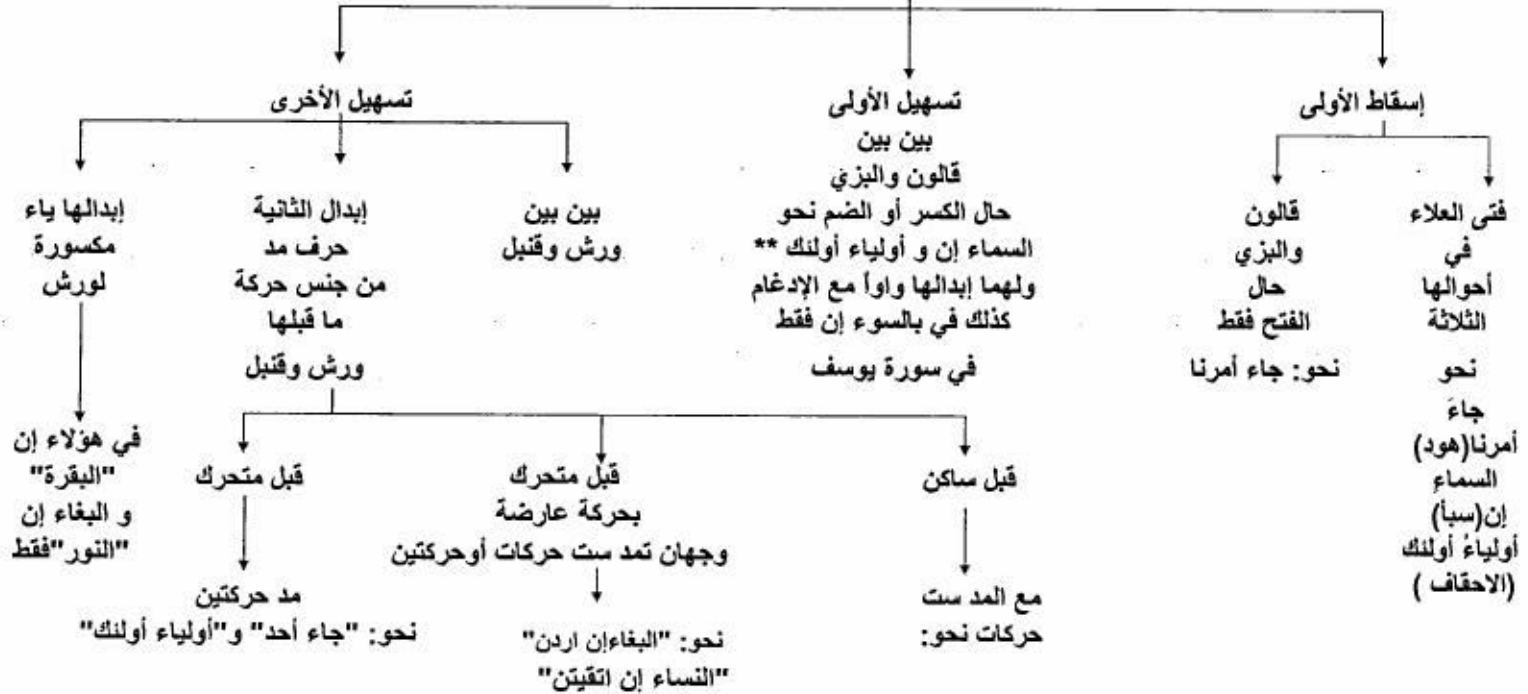 إسقاط الأولى
فتى العلاء
في
أحوالها
الثلاثة
نحو
جاءَ
أمرنا(هود)
السماءِ
إن(سبأ)
أولياءُ أولئك
(الاحقاف )
قالون
والبزي
حال
الفتح فقط
نحو: جاء أمرنا
تسهيل الأولى
بين بين
قالون والبزي
حال الكسر أو الضم نحو
السماء إن و أولياء أولئك **
ولهما إبدالها واواً مع الإدغام
كذلك في بالسوء إن فقط
في سورة يوسف
تسهيل الأخرى
بين بين
ورش وقنبل
إبدال الثانية
حرف مد
من جنس حركة
ما قبلها
ورش وقنبل
قبل ساكن
مع المد ست
حركات نحو:
قبل متحرك
بحركة عارضة
وجهان تمد ست حركات أوحركتين
نحو: "البغاءإن اردن"
"النساء إن اتقيتن"
قبل متحرك
مد حركتين
نحو: "جاء أحد" و"أولياء أولئك"
إبدالها ياء
مكسورة
لورش
في هؤلاء إن
"البقرة"
و البغاء إن
"النور"فقط